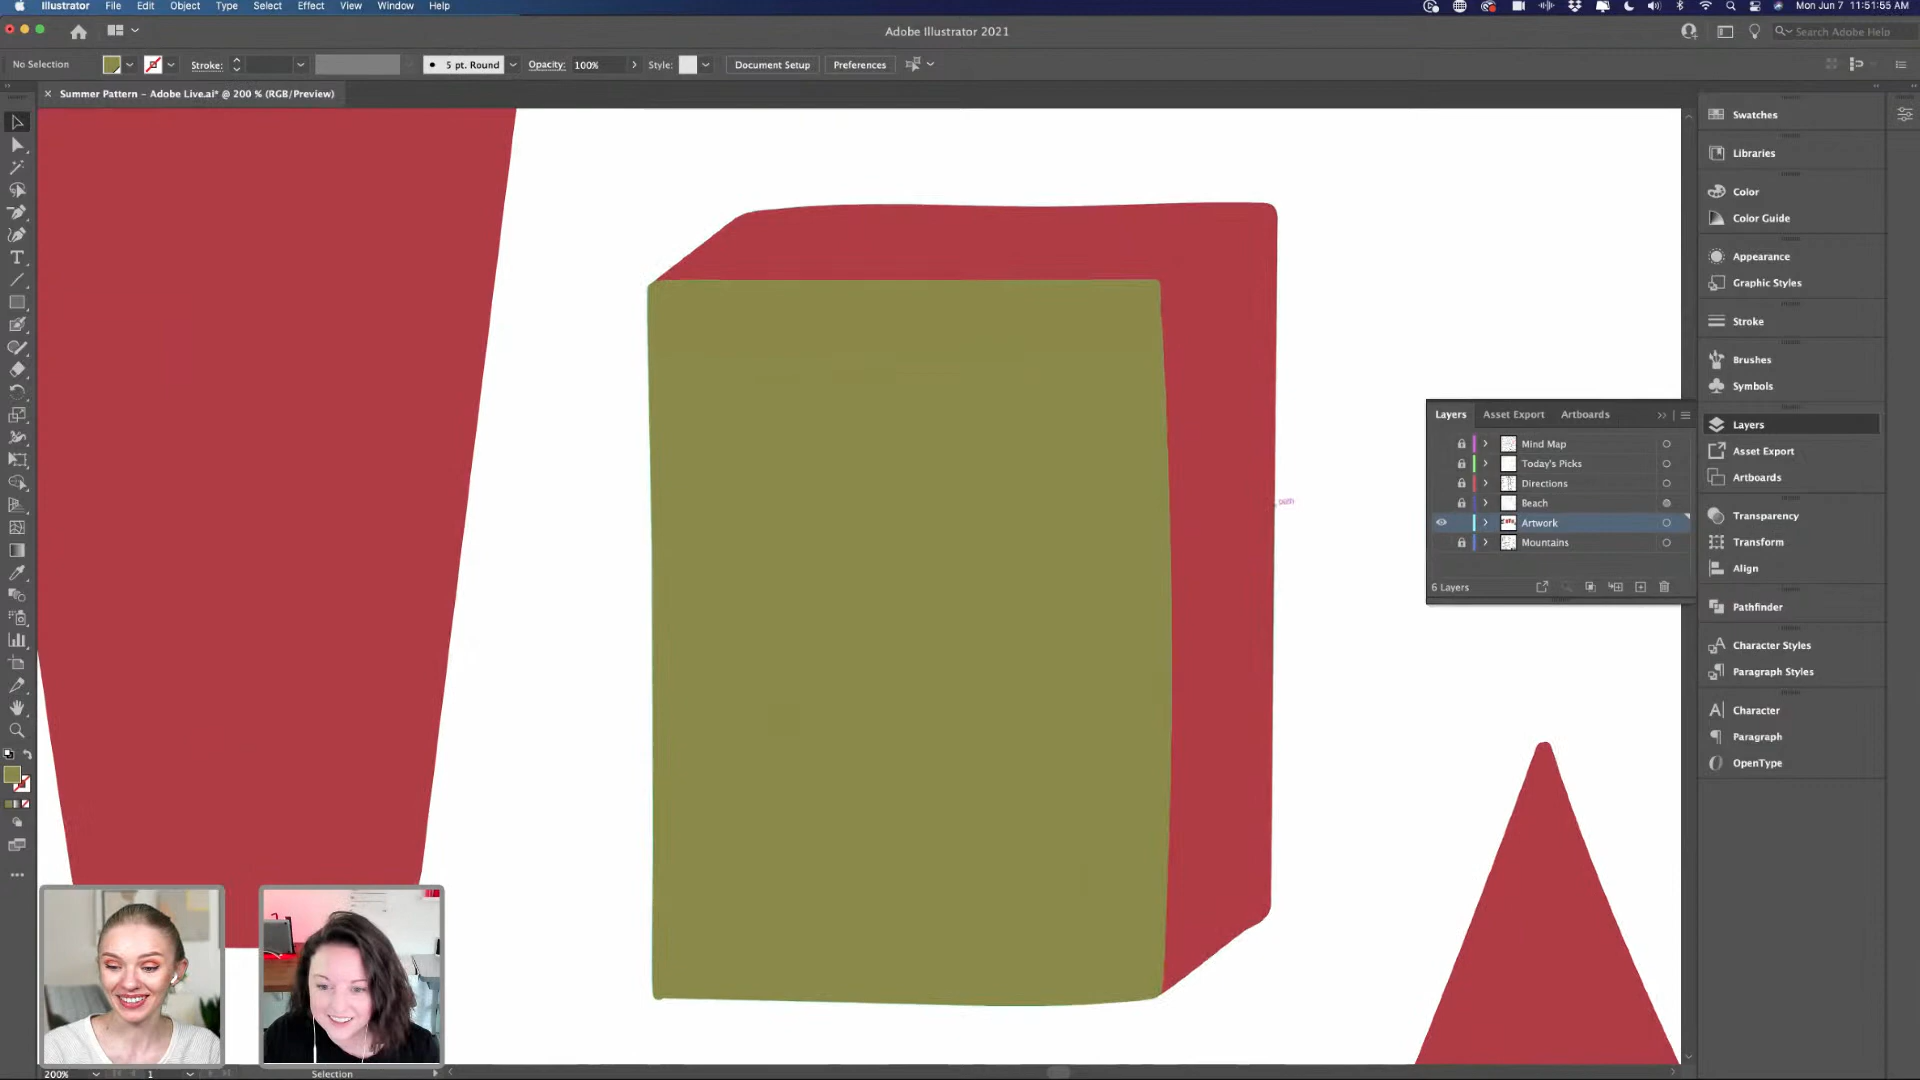 Illustrator File Edit Object Type Select Effect View Window Help
Mon Jun 7 11:51:55 AM
Adobe Illustrator 2021
Search Adobe Help
No Selection
Stroke:
5 pt. Round
Opacity: 100%
Style:
Document Setup
Preferences
Summer Pattern – Adobe Live.ai* @ 200 % (RGB/Preview)
Swatches
Libraries
Color
Color Guide
Appearance
Graphic Styles
Stroke
Brushes
Symbols
Layers
Asset Export
Artboards
Transparency
Transform
Align
Pathfinder
Character Styles
Paragraph Styles
Character
Paragraph
OpenType
Layers Asset Export Artboards
Mind Map
Today's Picks
Directions
Beach
Artwork
Mountains
6 Layers
path
200% 1 Selection